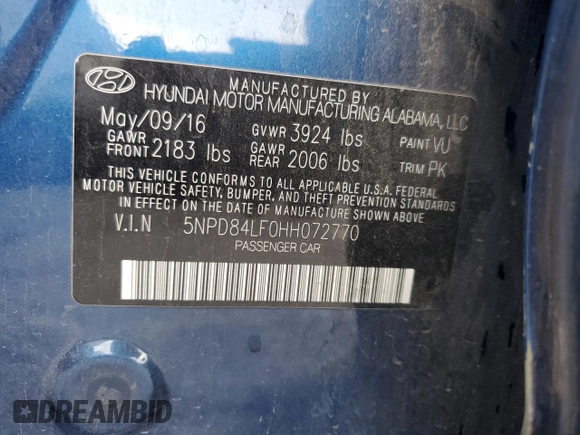 MANUFACTURED BY
HYUNDAI MOTOR MANUFACTURING ALABAMA, LLC
May/09/16 GVWR 3924 lbs PAINT VU
GAWR FRONT 2183 lbs GAWR REAR 2006 lbs TRIM PK
THIS VEHICLE CONFORMS TO ALL APPLICABLE U.S.A. FEDERAL
MOTOR VEHICLE SAFETY, BUMPER, AND THEFT PREVENTION STANDARDS
IN EFFECT ON THE DATE OF MANUFACTURE SHOWN ABOVE.
V.I.N 5NPD84LF0HH072770
PASSENGER CAR
DREAMBID